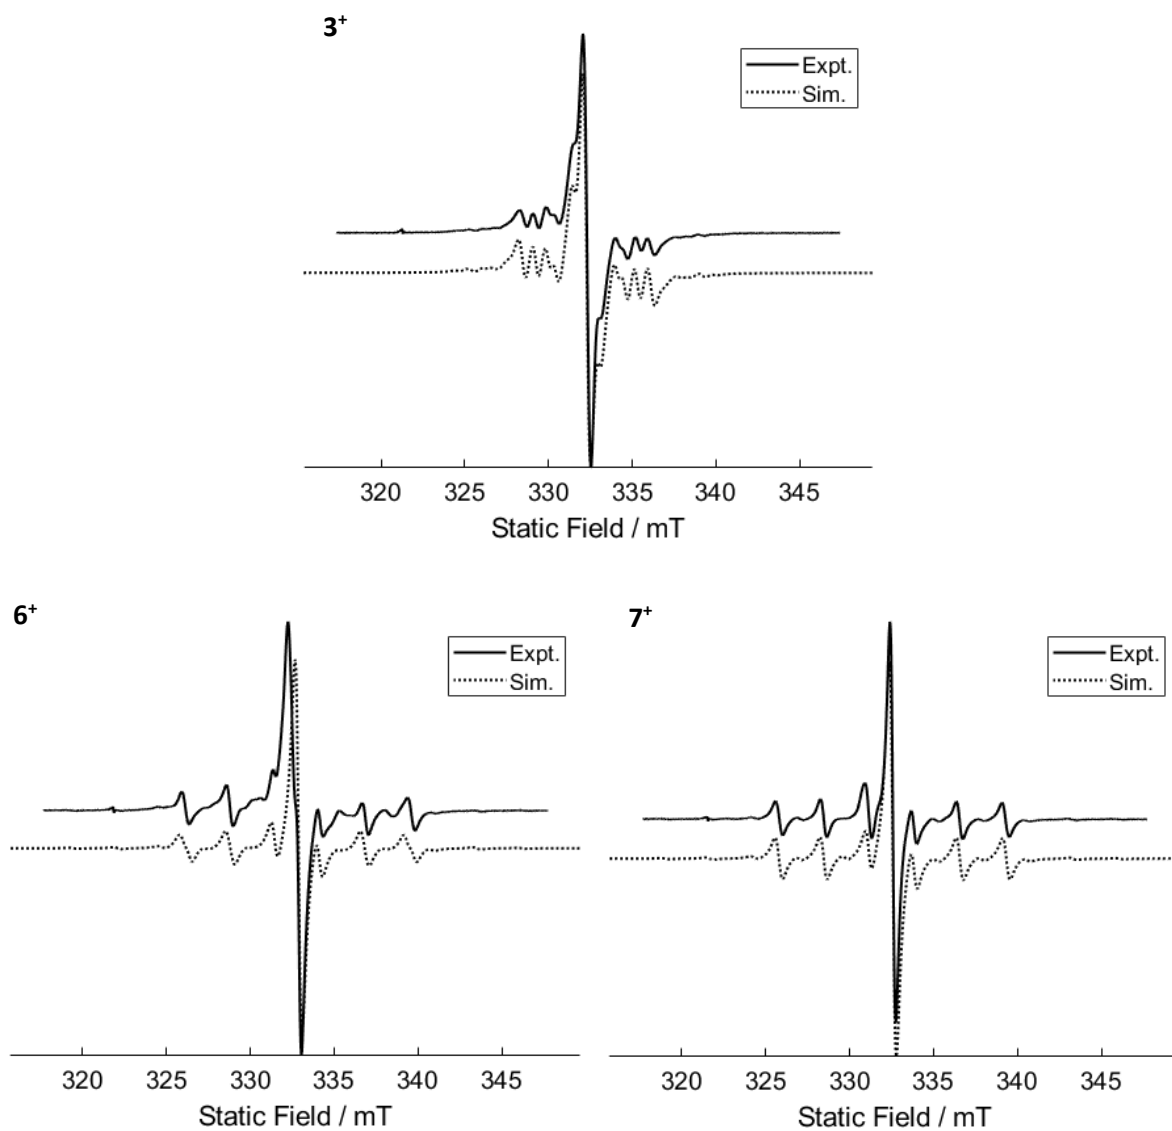 3+
Expt.
Sim.
320 325 330 335 340 345
Static Field / mT
6+
Expt.
Sim.
320 325 330 335 340 345
Static Field / mT
7+
Expt.
Sim.
320 325 330 335 340 345
Static Field / mT